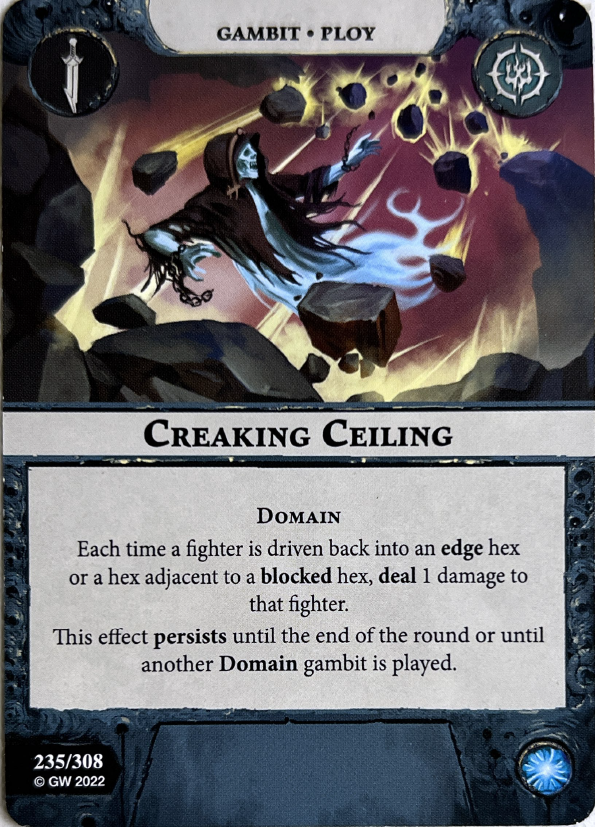 GAMBIT • PLOY
CREAKING CEILING
DOMAIN
Each time a fighter is driven back into an edge hex
or a hex adjacent to a blocked hex, deal 1 damage to
that fighter.
This effect persists until the end of the round or until
another Domain gambit is played.
235/308
© GW 2022